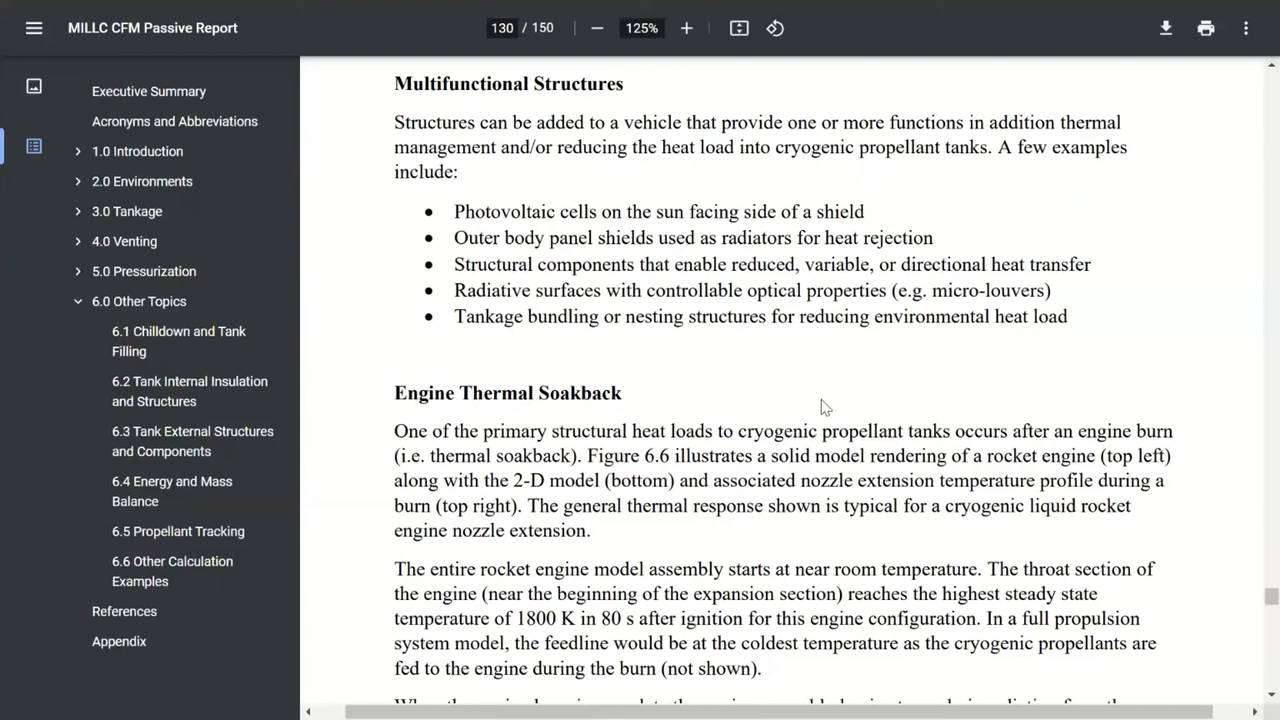 MILLC CFM Passive Report
130 / 150
125%
Executive Summary
Acronyms and Abbreviations
1.0 Introduction
2.0 Environments
3.0 Tankage
4.0 Venting
5.0 Pressurization
6.0 Other Topics
6.1 Chilldown and Tank
Filling
6.2 Tank Internal Insulation
and Structures
6.3 Tank External Structures
and Components
6.4 Energy and Mass
Balance
6.5 Propellant Tracking
6.6 Other Calculation
Examples
References
Appendix
Multifunctional Structures
Structures can be added to a vehicle that provide one or more functions in addition thermal
management and/or reducing the heat load into cryogenic propellant tanks. A few examples
include:
• Photovoltaic cells on the sun facing side of a shield
• Outer body panel shields used as radiators for heat rejection
• Structural components that enable reduced, variable, or directional heat transfer
• Radiative surfaces with controllable optical properties (e.g. micro-louvers)
• Tankage bundling or nesting structures for reducing environmental heat load
Engine Thermal Soakback
One of the primary structural heat loads to cryogenic propellant tanks occurs after an engine burn
(i.e. thermal soakback). Figure 6.6 illustrates a solid model rendering of a rocket engine (top left)
along with the 2-D model (bottom) and associated nozzle extension temperature profile during a
burn (top right). The general thermal response shown is typical for a cryogenic liquid rocket
engine nozzle extension.
The entire rocket engine model assembly starts at near room temperature. The throat section of
the engine (near the beginning of the expansion section) reaches the highest steady state
temperature of 1800 K in 80 s after ignition for this engine configuration. In a full propulsion
system model, the feedline would be at the coldest temperature as the cryogenic propellants are
fed to the engine during the burn (not shown).